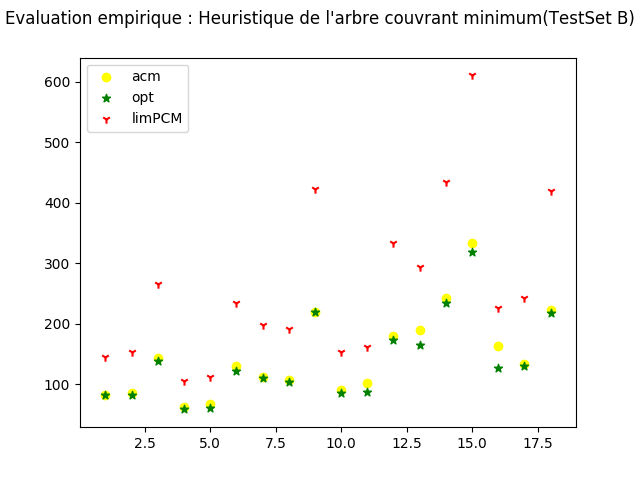 Evaluation empirique : Heuristique de l'arbre couvrant minimum(TestSet B)
acm
opt
limPCM
600
500
400
300
200
100
2.5 5.0 7.5 10.0 12.5 15.0 17.5